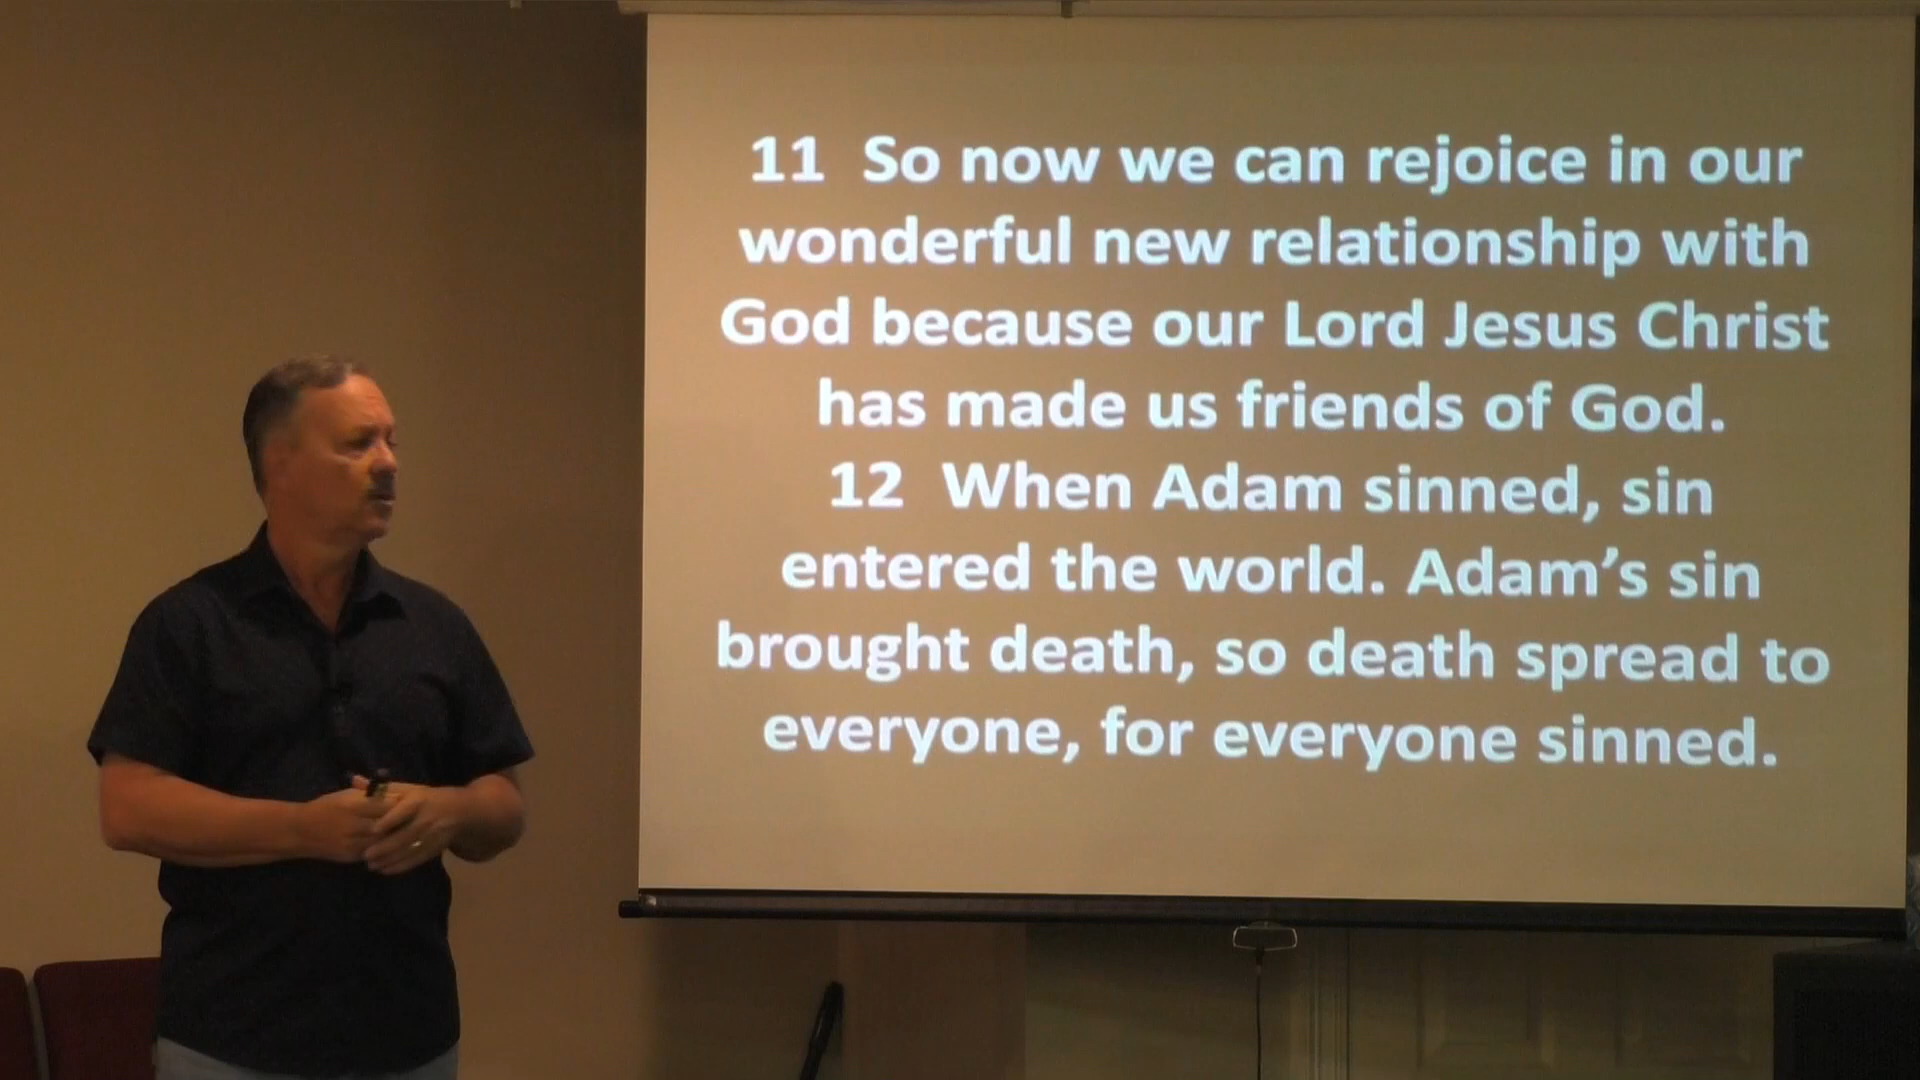 11 So now we can rejoice in our
wonderful new relationship with
God because our Lord Jesus Christ
has made us friends of God.
12 When Adam sinned, sin
entered the world. Adam’s sin
brought death, so death spread to
everyone, for everyone sinned.